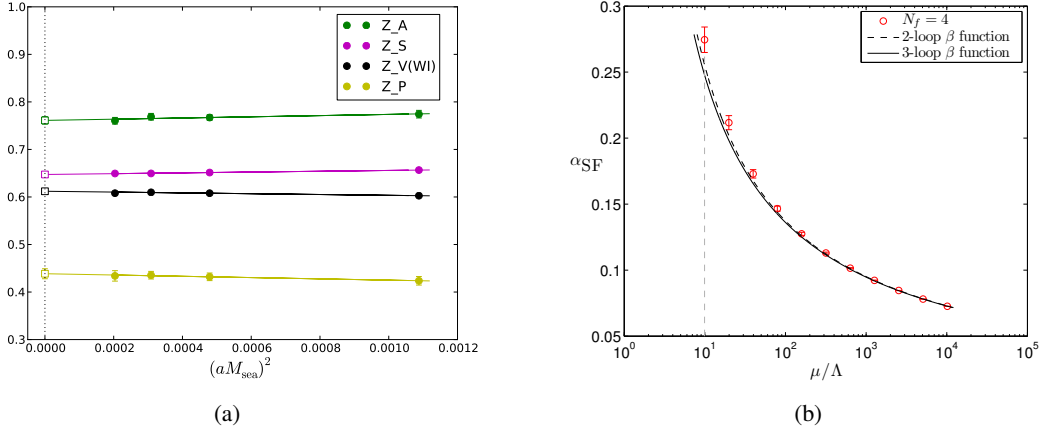 1.0
0.9
0.8
0.7
0.6
0.5
0.4
0.3
0.0000 0.0002 0.0004 0.0006 0.0008 0.0010 0.0012
(aM_sea)^2
Z_A
Z_S
Z_V(WI)
Z_P
(a)
0.3
0.25
0.2
0.15
0.1
0.05
α_SF
10^0 10^1 10^2 10^3 10^4 10^5
μ/Λ
N_f = 4
2-loop β function
3-loop β function
(b)